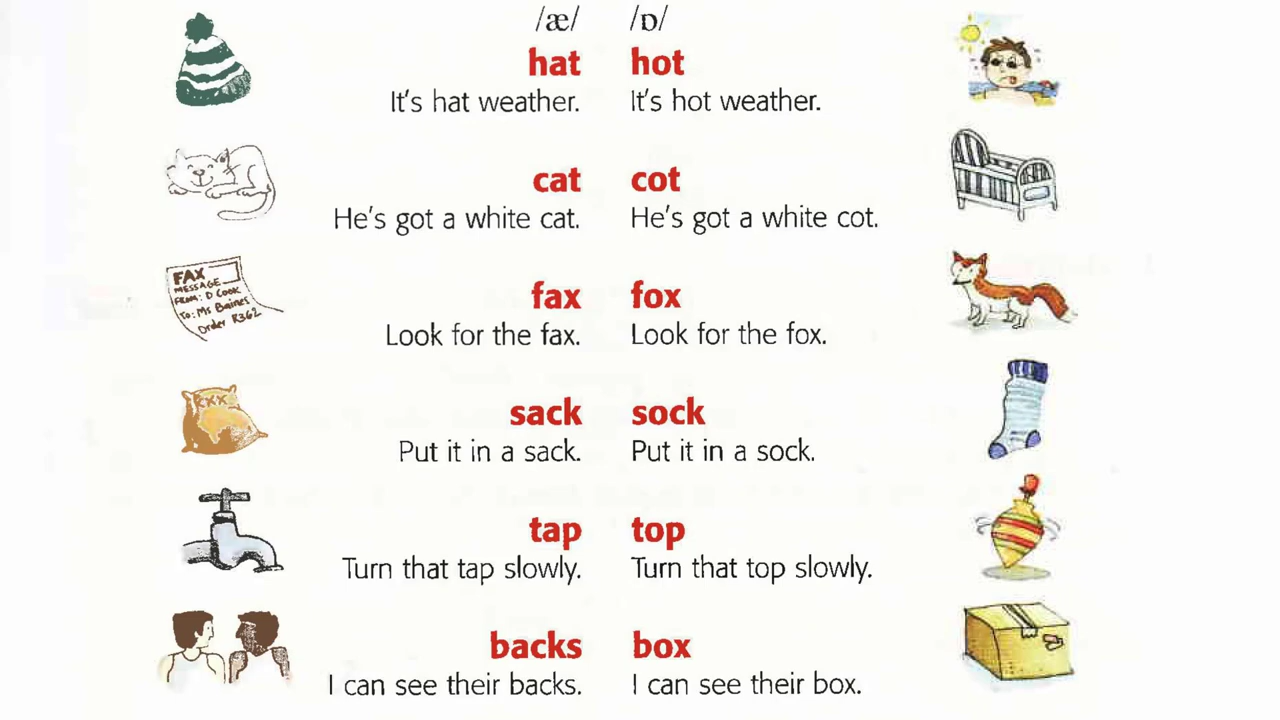 /æ/ /ɒ/
hat hot
It's hat weather. It's hot weather.
cat cot
He's got a white cat. He's got a white cot.
FAX
MESSAGE
FROM: D COOK
To: Ms Baines
Order R362
fax fox
Look for the fax. Look for the fox.
XXX
sack sock
Put it in a sack. Put it in a sock.
tap top
Turn that tap slowly. Turn that top slowly.
backs box
I can see their backs. I can see their box.